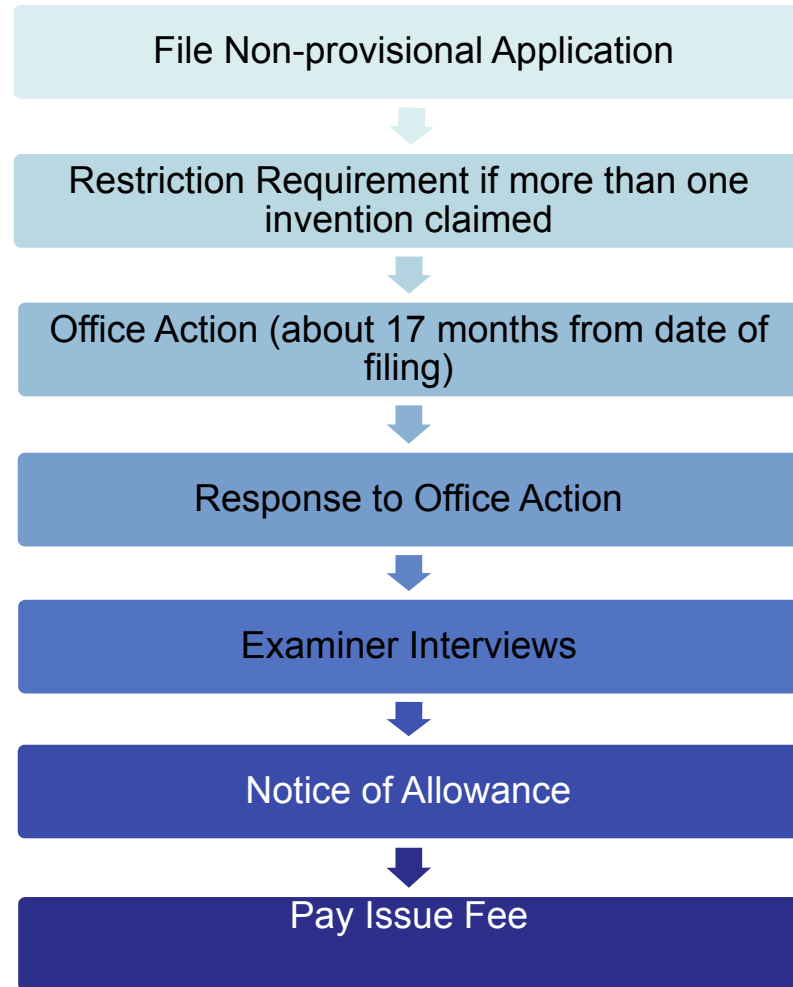 File Non-provisional Application
Restriction Requirement if more than one
invention claimed
Office Action (about 17 months from date of
filing)
Response to Office Action
Examiner Interviews
Notice of Allowance
Pay Issue Fee